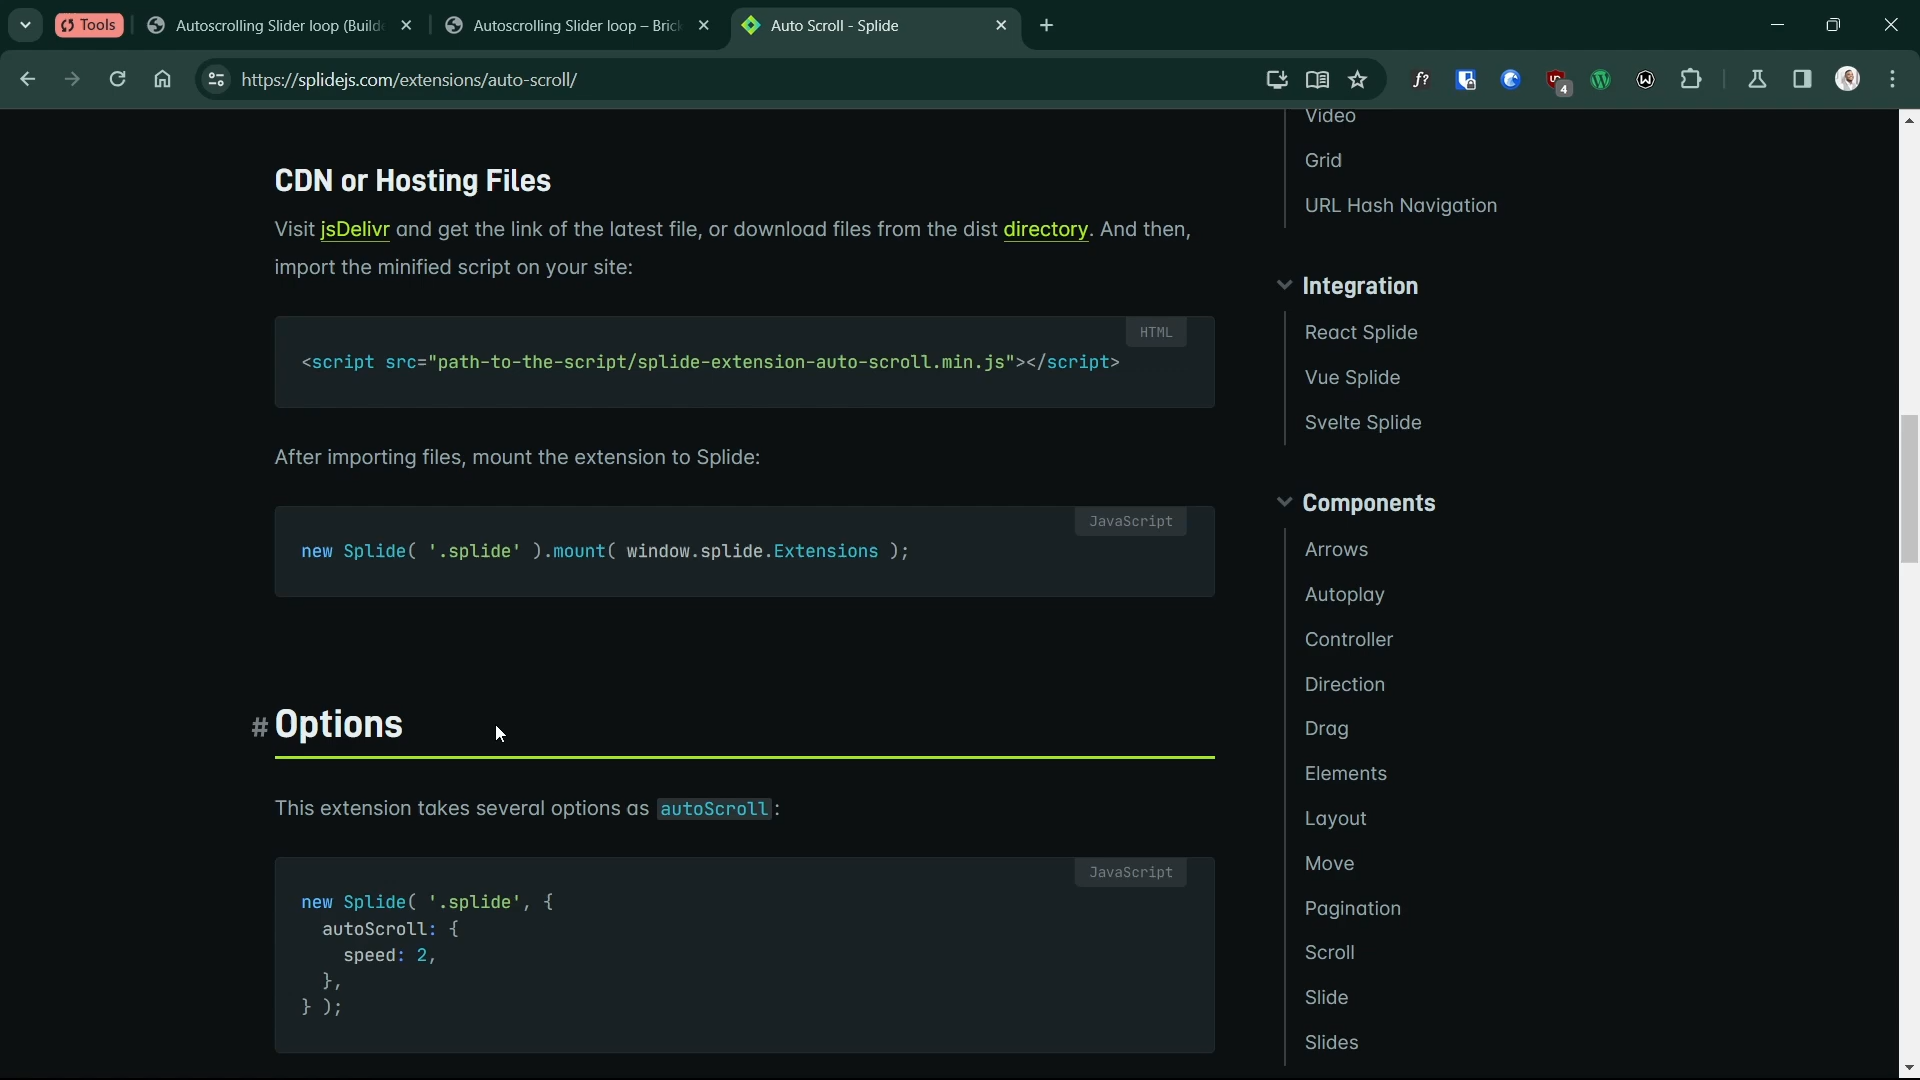 Tools
Autoscrolling Slider loop (Builde
Autoscrolling Slider loop – Brick
Auto Scroll - Splide
https://splidejs.com/extensions/auto-scroll/
f?
4
CDN or Hosting Files
Visit jsDelivr and get the link of the latest file, or download files from the dist directory. And then,
import the minified script on your site:
HTML
<script src="path-to-the-script/splide-extension-auto-scroll.min.js"></script>
After importing files, mount the extension to Splide:
JavaScript
new Splide( '.splide' ).mount( window.splide.Extensions );
# Options
This extension takes several options as autoScroll:
JavaScript
new Splide( '.splide', {
autoScroll: {
speed: 2,
},
} );
Video
Grid
URL Hash Navigation
Integration
React Splide
Vue Splide
Svelte Splide
Components
Arrows
Autoplay
Controller
Direction
Drag
Elements
Layout
Move
Pagination
Scroll
Slide
Slides